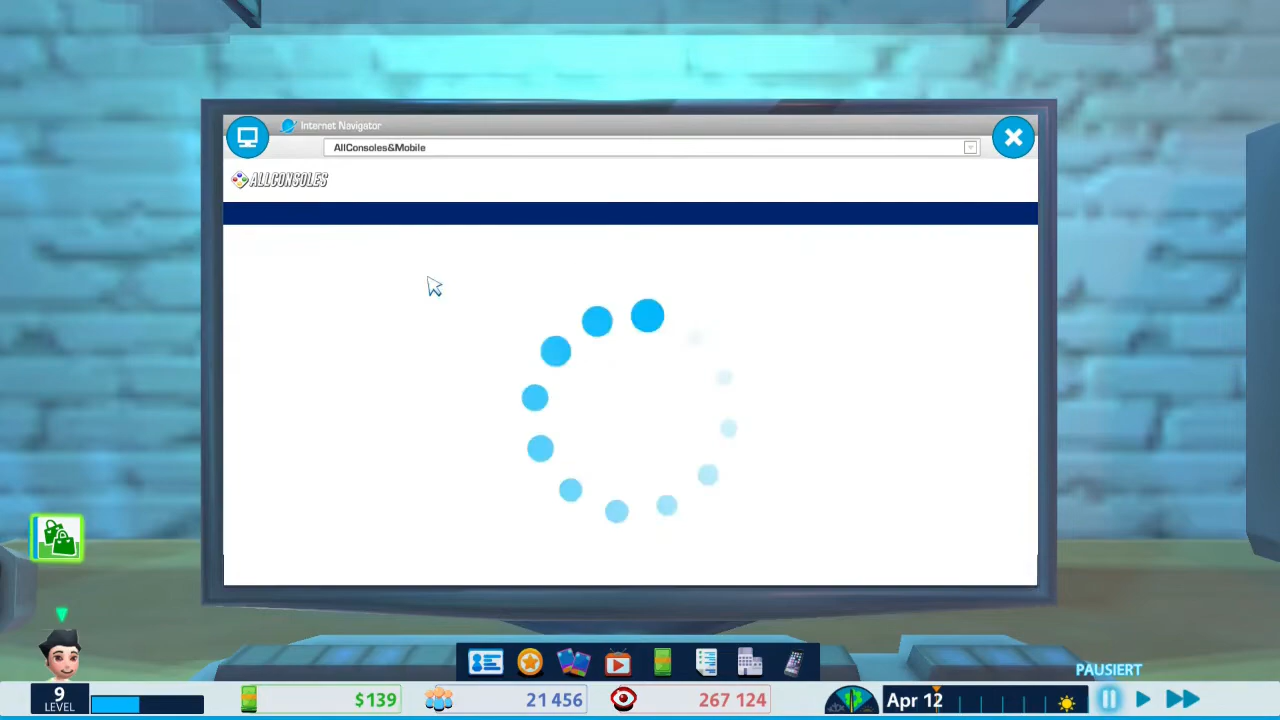 Internet Navigator
AllConsoles&Mobile
ALLCONSOLES
PAUSIERT
9
LEVEL
$139
21 456
267 124
Apr 12